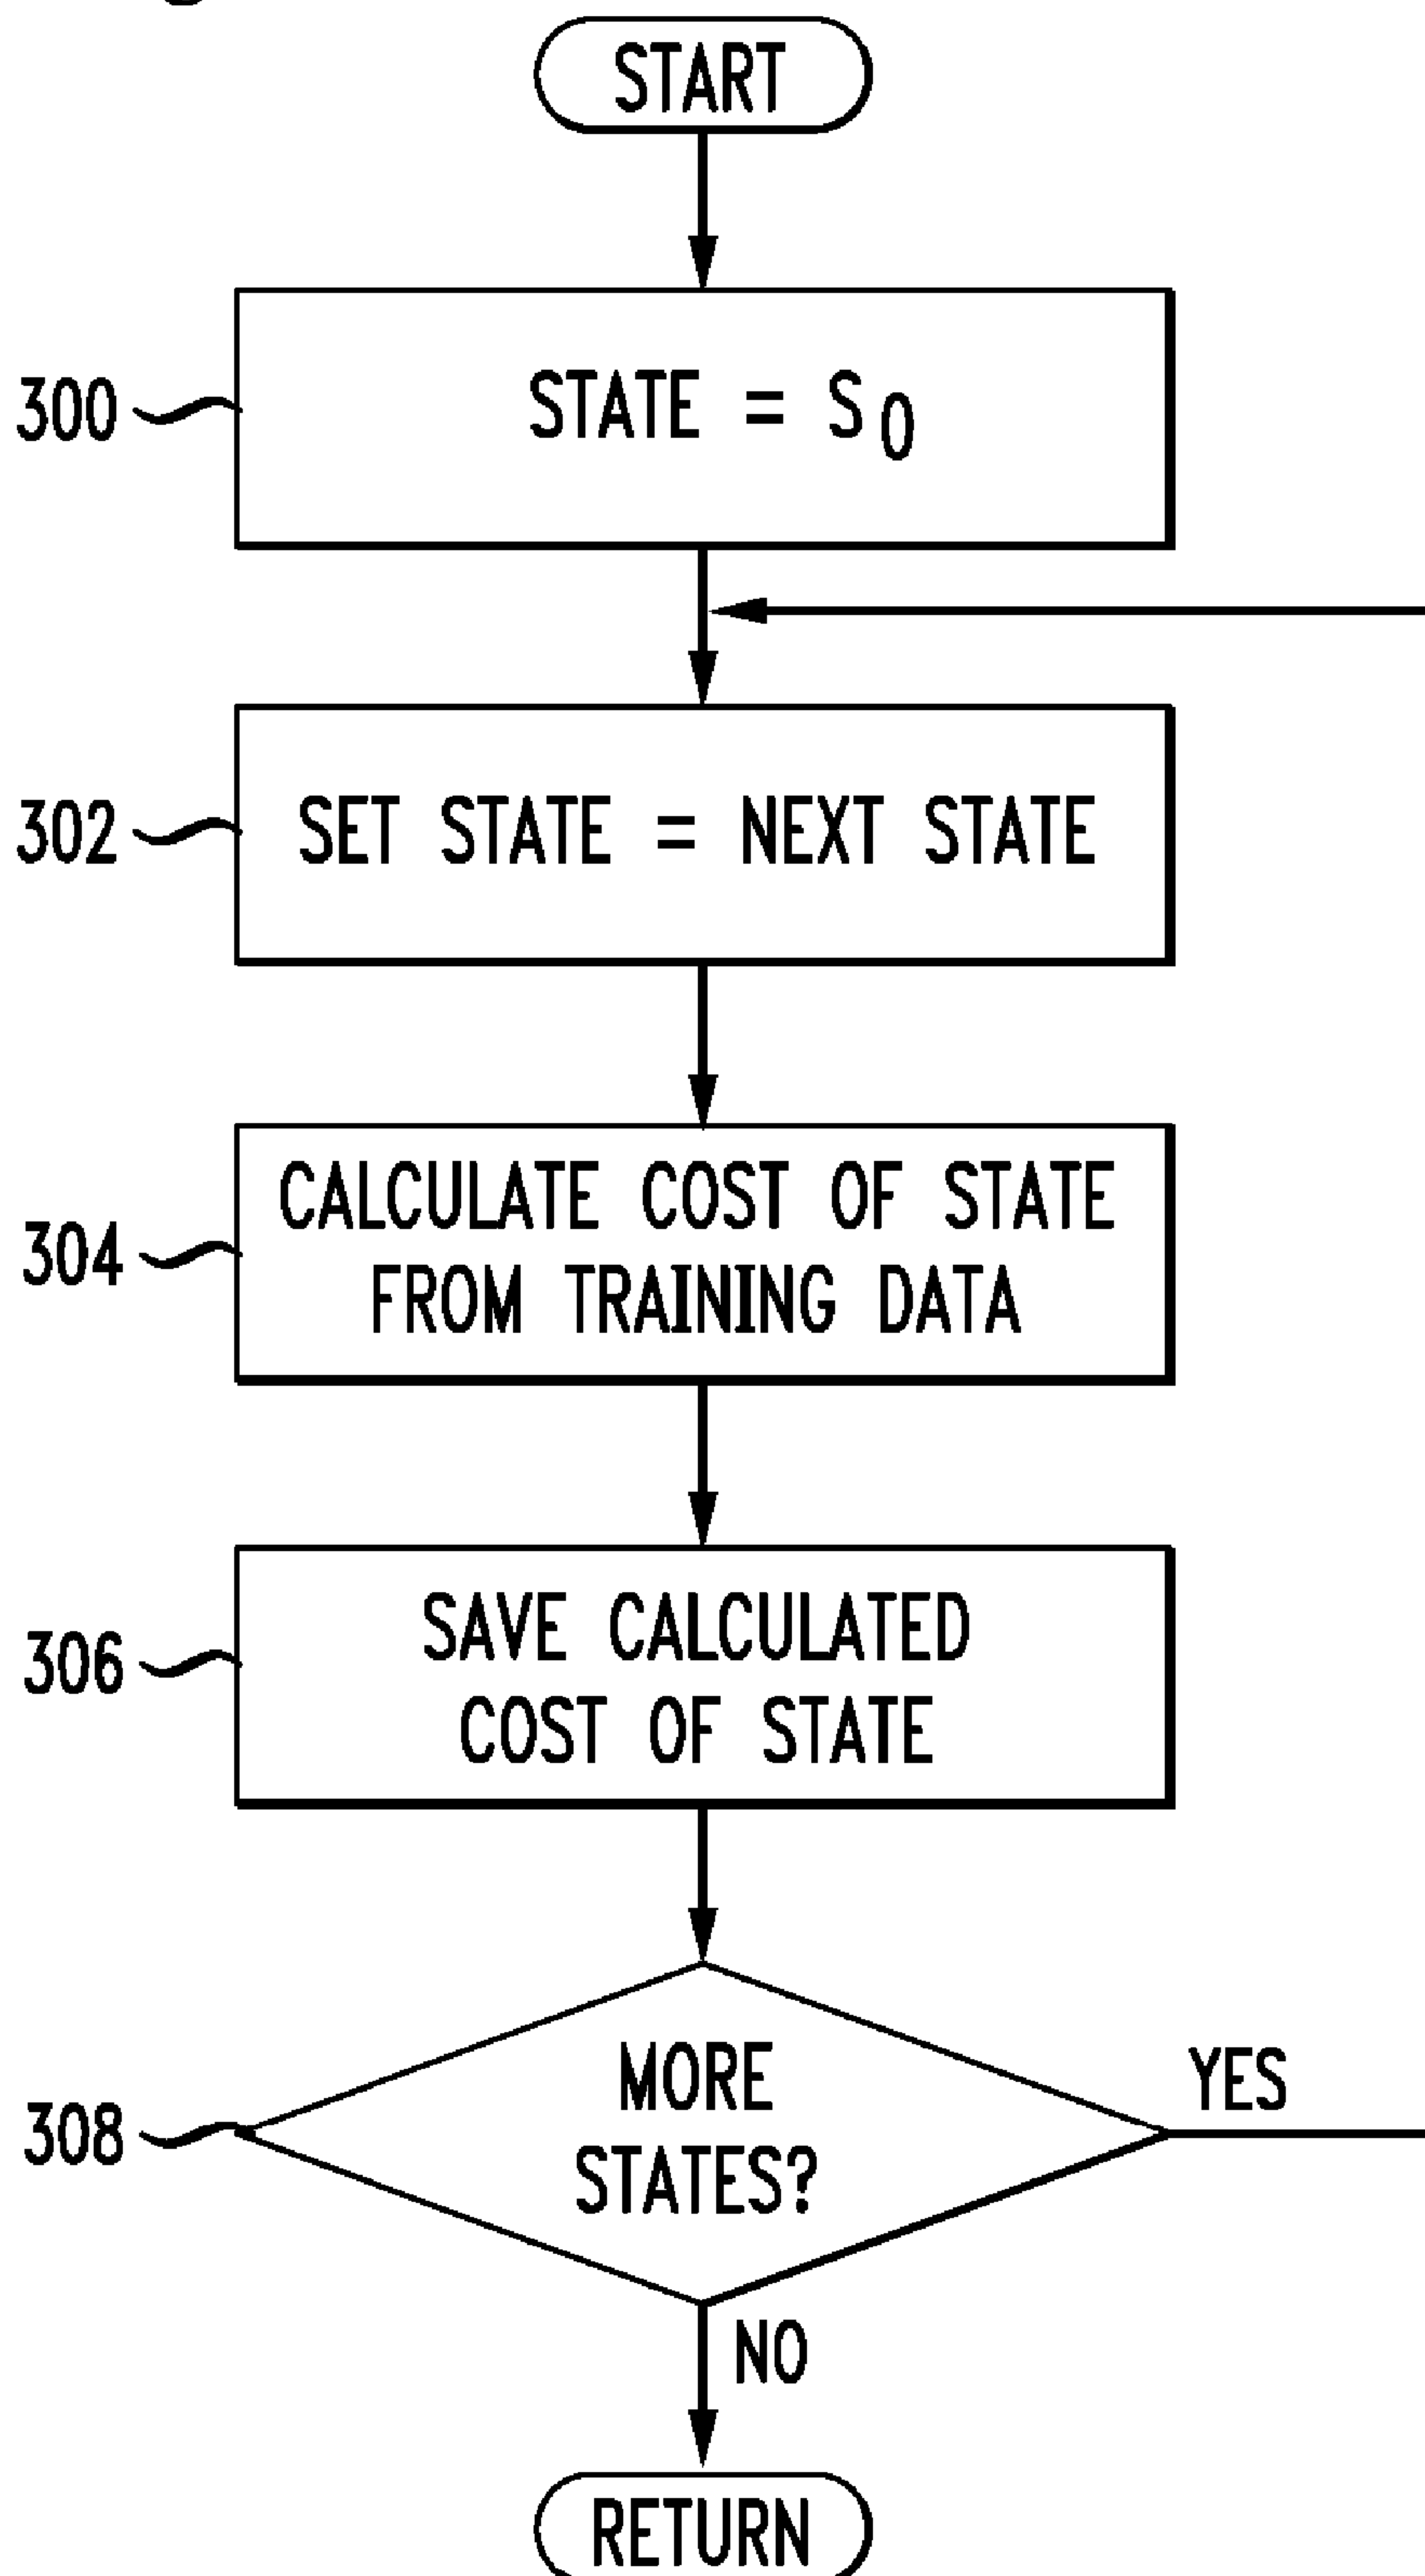 START
300
STATE = S0
302
SET STATE = NEXT STATE
304
CALCULATE COST OF STATE
FROM TRAINING DATA
306
SAVE CALCULATED
COST OF STATE
308
MORE
STATES?
YES
NO
RETURN